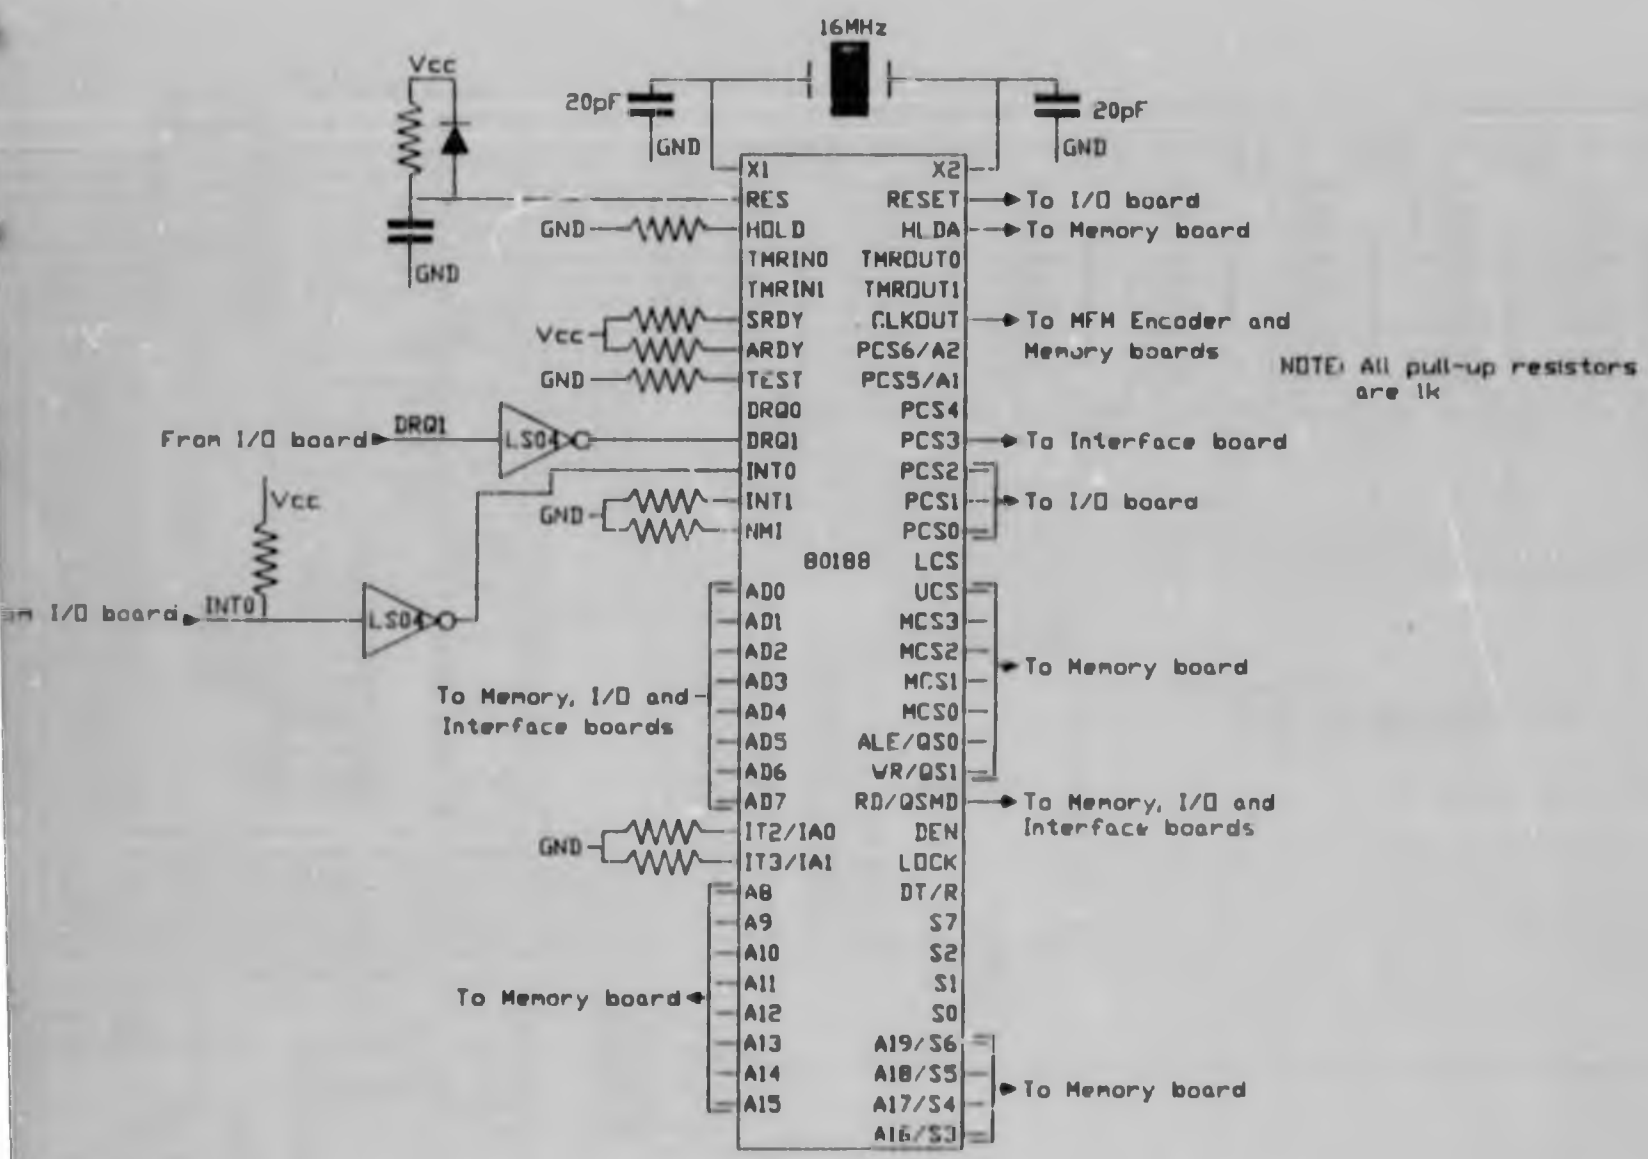 16MHz
Vcc
20pF
20pF
GND
GND
X1 X2
RES RESET To I/O board
GND HOLD HLDA To Memory board
GND
TMRIN0 TMROUT0
TMRIN1 TMROUT1
SRDY CLKOUT To MFM Encoder and
Vcc
ARDY PCS6/A2 Memory boards
NOTE: All pull-up resistors
are 1k
GND TEST PCS5/A1
DRQ0 PCS4
From I/O board DRQ1 LS04 DRQ1 PCS3 To Interface board
INT0 PCS2
Vcc
INT1 PCS1 To I/O board
GND
NMI PCS0
80188 LCS
AD0 UCS
I/O board INT0 LS04 AD1 MCS3
AD2 MCS2
To Memory board
AD3 MCS1
To Memory, I/O and
AD4 MCS0
Interface boards
AD5 ALE/QS0
AD6 WR/QS1
AD7 RD/QSMD To Memory, I/O and
IT2/IA0 DEN Interface boards
GND
IT3/IA1 LOCK
A8 DT/R
A9 S7
A10 S2
A11 S1
To Memory board
A12 S0
A13 A19/S6
A14 A18/S5
To Memory board
A15 A17/S4
A16/S3